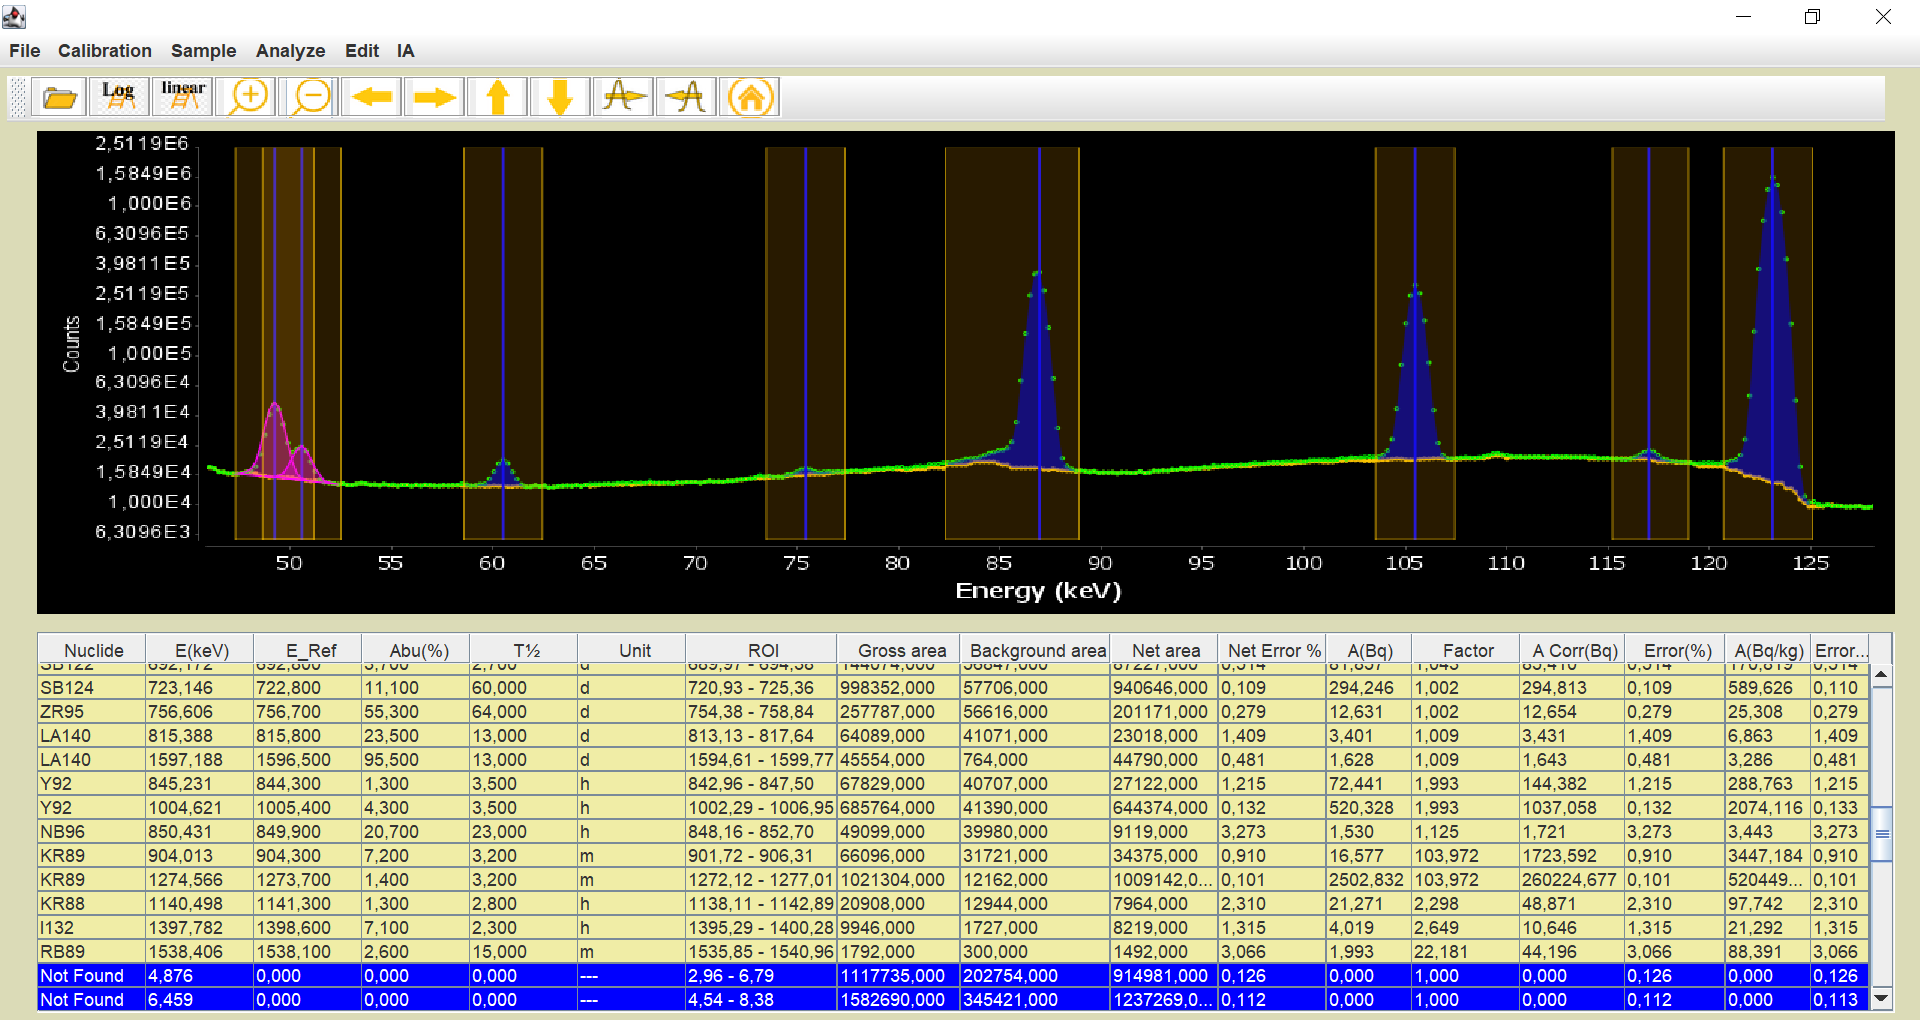 File Calibration Sample Analyze Edit IA
Log linear
2,5119E6
1,5849E6
1,000E6
6,3096E5
3,9811E5
2,5119E5
1,5849E5
1,000E5
6,3096E4
3,9811E4
2,5119E4
1,5849E4
1,000E4
6,3096E3
Counts
50 55 60 65 70 75 80 85 90 95 100 105 110 115 120 125
Energy (keV)
Nuclide E(keV) E_Ref Abu(%) T½ Unit ROI Gross area Background area Net area Net Error % A(Bq) Factor A Corr(Bq) Error(%) A(Bq/kg) Error...
SB122 692,172 692,800 3,700 2,700 d 689,97 - 694,38 144074,000 56847,000 87227,000 0,514 1,043 0,514 0,514
SB124 723,146 722,800 11,100 60,000 d 720,93 - 725,36 998352,000 57706,000 940646,000 0,109 294,246 1,002 294,813 0,109 589,626 0,110
ZR95 756,606 756,700 55,300 64,000 d 754,38 - 758,84 257787,000 56616,000 201171,000 0,279 12,631 1,002 12,654 0,279 25,308 0,279
LA140 815,388 815,800 23,500 13,000 d 813,13 - 817,64 64089,000 41071,000 23018,000 1,409 3,401 1,009 3,431 1,409 6,863 1,409
LA140 1597,188 1596,500 95,500 13,000 d 1594,61 - 1599,77 45554,000 764,000 44790,000 0,481 1,628 1,009 1,643 0,481 3,286 0,481
Y92 845,231 844,300 1,300 3,500 h 842,96 - 847,50 67829,000 40707,000 27122,000 1,215 72,441 1,993 144,382 1,215 288,763 1,215
Y92 1004,621 1005,400 4,300 3,500 h 1002,29 - 1006,95 685764,000 41390,000 644374,000 0,132 520,328 1,993 1037,058 0,132 2074,116 0,133
NB96 850,431 849,900 20,700 23,000 h 848,16 - 852,70 49099,000 39980,000 9119,000 3,273 1,530 1,125 1,721 3,273 3,443 3,273
KR89 904,013 904,300 7,200 3,200 m 901,72 - 906,31 66096,000 31721,000 34375,000 0,910 16,577 103,972 1723,592 0,910 3447,184 0,910
KR89 1274,566 1273,700 1,400 3,200 m 1272,12 - 1277,01 1021304,000 12162,000 1009142,0... 0,101 2502,832 103,972 260224,677 0,101 520449... 0,101
KR88 1140,498 1141,300 1,300 2,800 h 1138,11 - 1142,89 20908,000 12944,000 7964,000 2,310 21,271 2,298 48,871 2,310 97,742 2,310
I132 1397,782 1398,600 7,100 2,300 h 1395,29 - 1400,28 9946,000 1727,000 8219,000 1,315 4,019 2,649 10,646 1,315 21,292 1,315
RB89 1538,406 1538,100 2,600 15,000 m 1535,85 - 1540,96 1792,000 300,000 1492,000 3,066 1,993 22,181 44,196 3,066 88,391 3,066
Not Found 4,876 0,000 0,000 0,000 --- 2,96 - 6,79 1117735,000 202754,000 914981,000 0,126 0,000 1,000 0,000 0,126 0,000 0,126
Not Found 6,459 0,000 0,000 0,000 --- 4,54 - 8,38 1582690,000 345421,000 1237269,0... 0,112 0,000 1,000 0,000 0,112 0,000 0,113